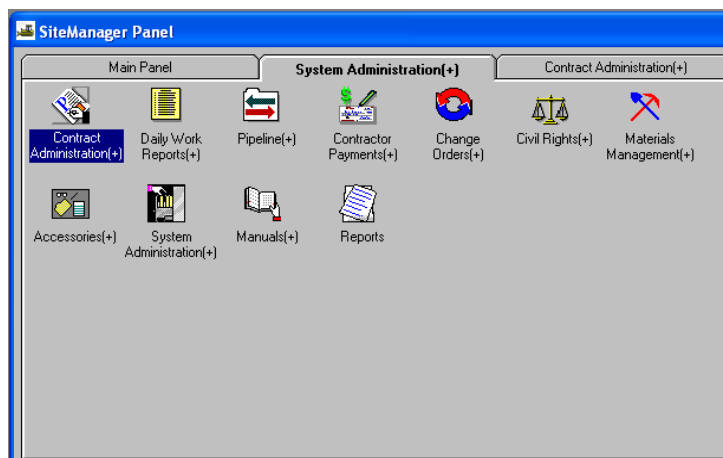 SiteManager Panel
Main Panel
System Administration(+)
Contract Administration(+)
Contract
Administration(+)
Daily Work
Reports(+)
Pipeline(+)
Contractor
Payments(+)
Change
Orders(+)
Civil Rights(+)
Materials
Management(+)
Accessories(+)
System
Administration(+)
Manuals(+)
Reports